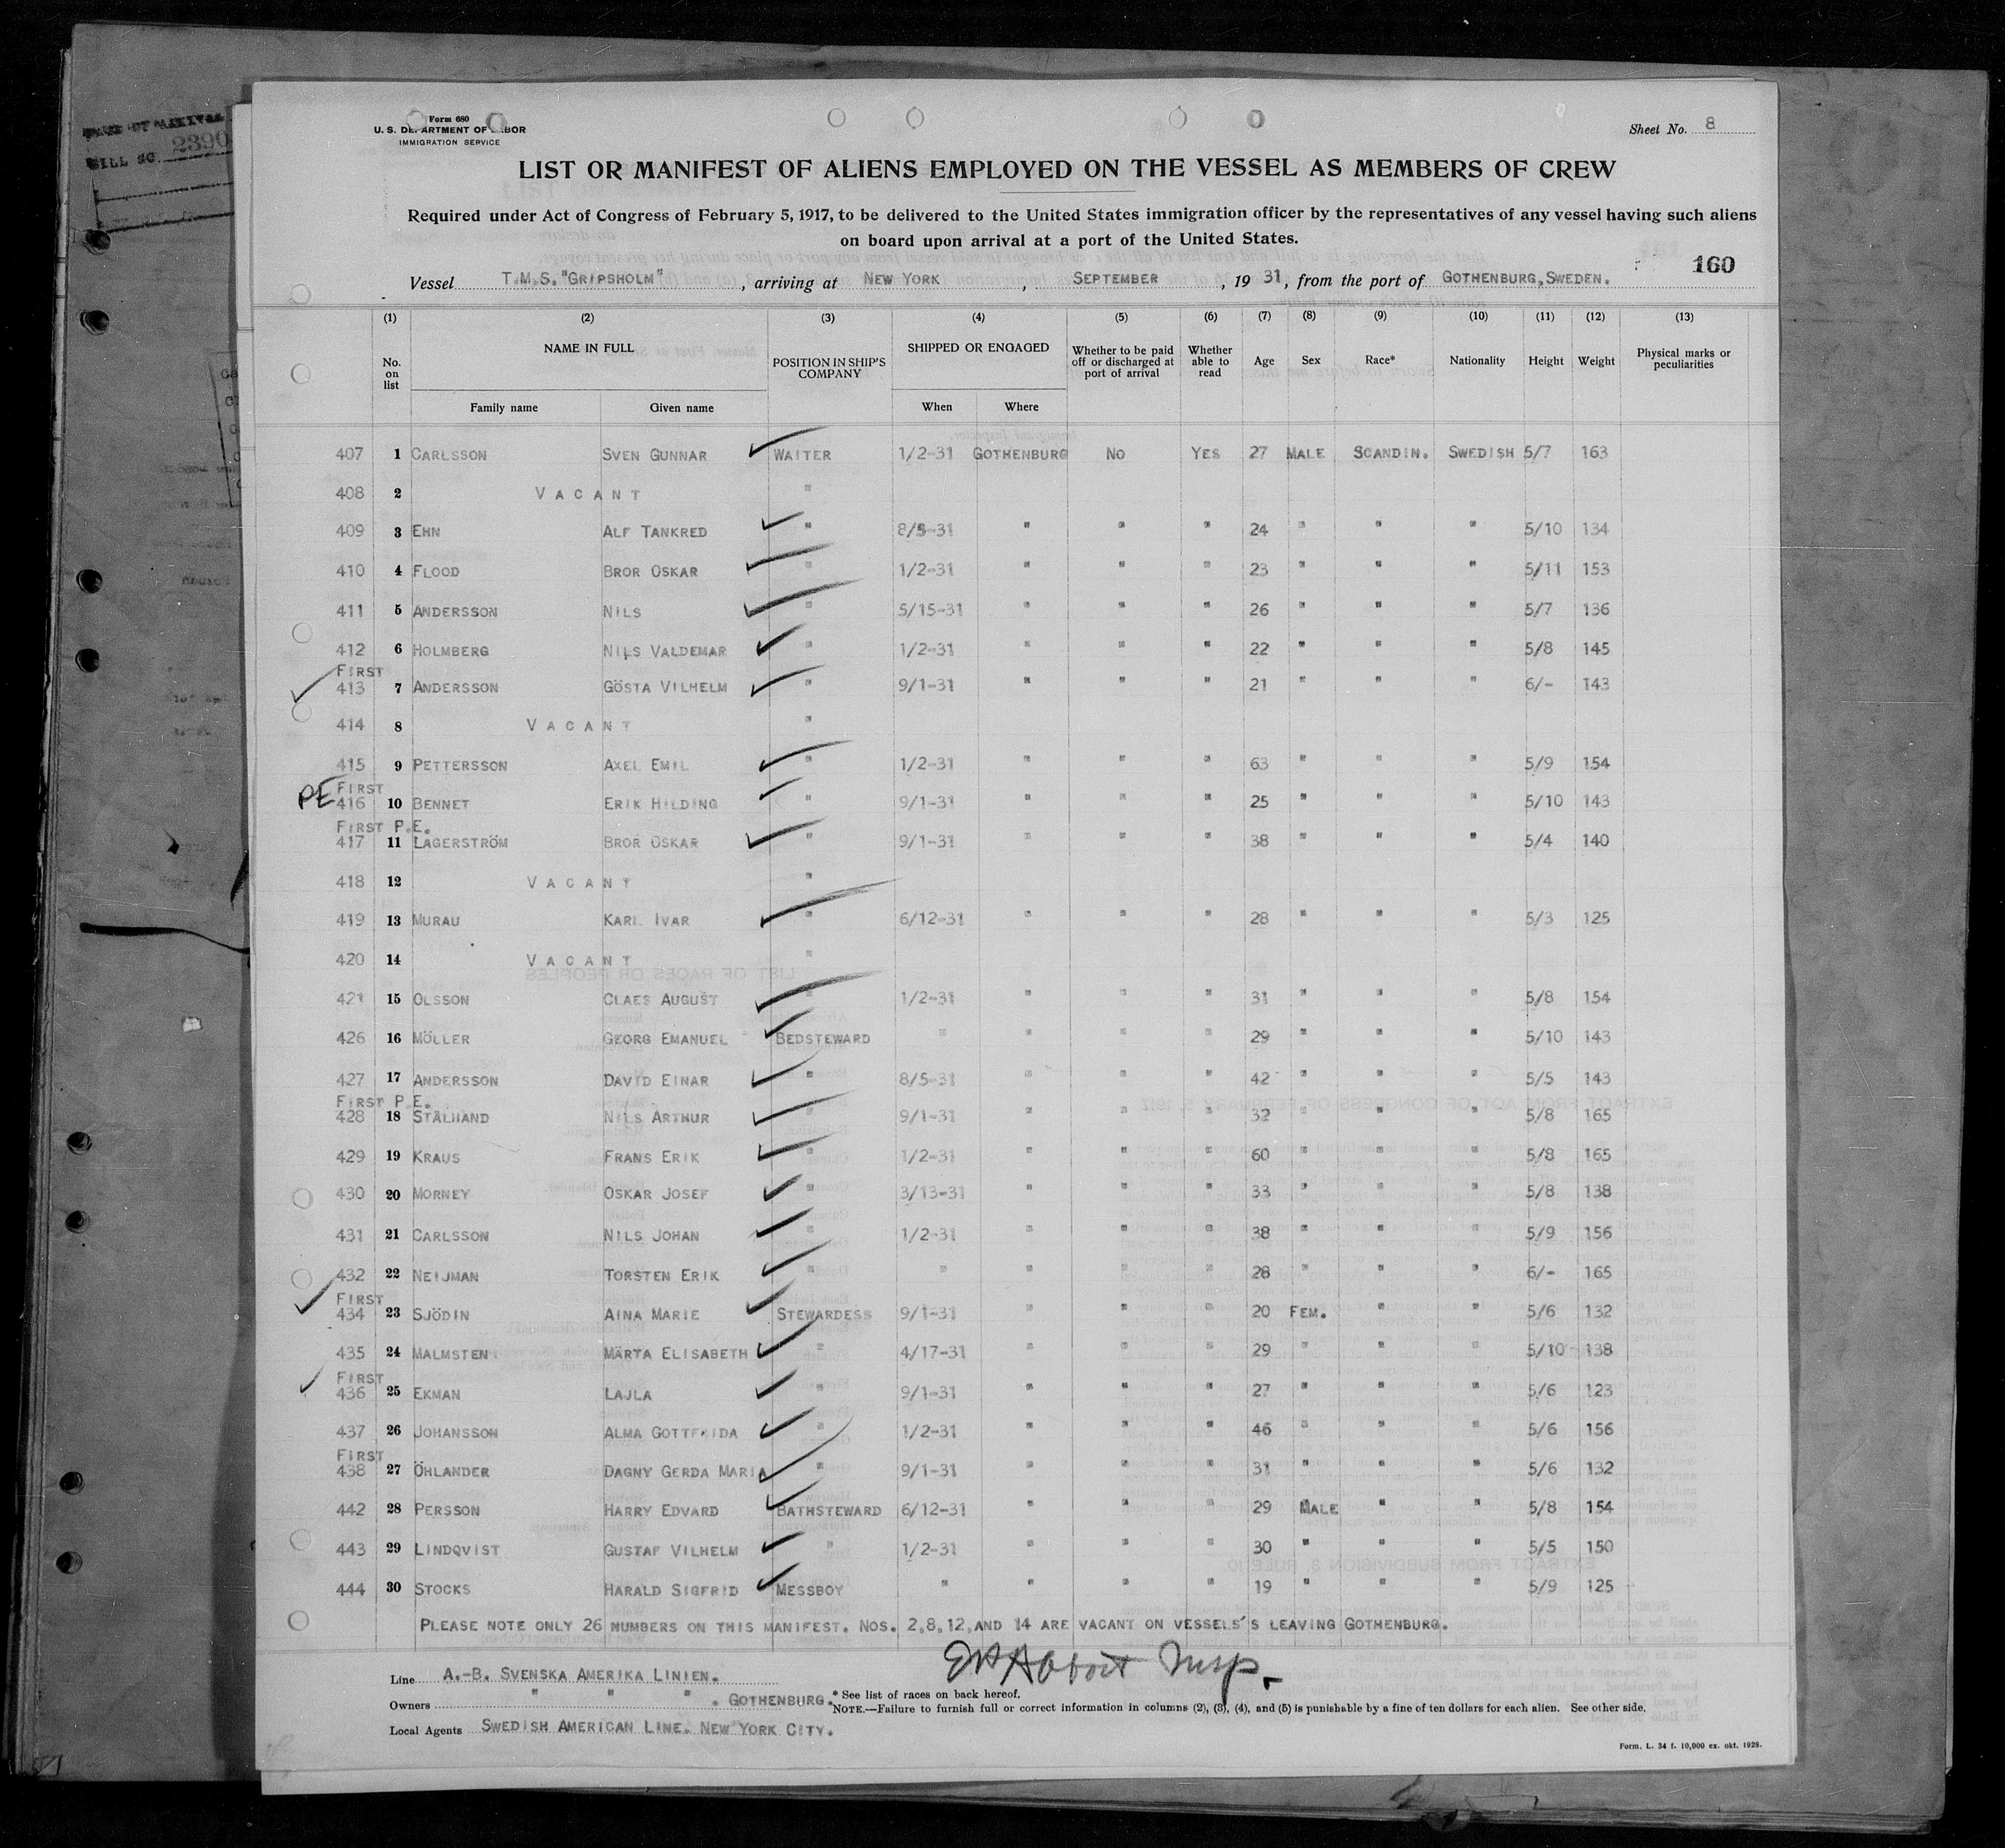 Form 680
U. S. DEPARTMENT OF LABOR
IMMIGRATION SERVICE
Sheet No. 8
LIST OR MANIFEST OF ALIENS EMPLOYED ON THE VESSEL AS MEMBERS OF CREW
Required under Act of Congress of February 5, 1917, to be delivered to the United States immigration officer by the representatives of any vessel having such aliens
on board upon arrival at a port of the United States.
160
Vessel T.M.S. "GRIPSHOLM", arriving at NEW YORK, SEPTEMBER, 19 31, from the port of GOTHENBURG, SWEDEN.
(1) (2) (3) (4) (5) (6) (7) (8) (9) (10) (11) (12) (13)
No. on list NAME IN FULL Family name Given name POSITION IN SHIP'S COMPANY SHIPPED OR ENGAGED When Where Whether to be paid off or discharged at port of arrival Whether able to read Age Sex Race* Nationality Height Weight Physical marks or peculiarities
407 1 CARLSSON SVEN GUNNAR WAITER 1/2-31 GOTHENBURG NO YES 27 MALE SCANDIN. SWEDISH 5/7 163
408 2 VACANT "
409 3 EHN ALF TANKRED " 8/5-31 " " " 24 " " " 5/10 134
410 4 FLOOD BROR OSKAR " 1/2-31 " " " 23 " " " 5/11 153
411 5 ANDERSSON NILS " 5/15-31 " " " 26 " " " 5/7 136
412 6 HOLMBERG NILS VALDEMAR " 1/2-31 " " " 22 " " " 5/8 145
FIRST
413 7 ANDERSSON GÖSTA VILHELM " 9/1-31 " " " 21 " " " 6/- 143
414 8 VACANT "
415 9 PETTERSSON AXEL EMIL " 1/2-31 " " " 63 " " " 5/9 154
PE FIRST
416 10 BENNET ERIK HILDING " 9/1-31 " " " 25 " " " 5/10 143
FIRST P.E.
417 11 LAGERSTRÖM BROR OSKAR " 9/1-31 " " " 38 " " " 5/4 140
418 12 VACANT "
419 13 MURAU KARL IVAR " 6/12-31 " " " 28 " " " 5/3 125
420 14 VACANT "
421 15 OLSSON CLAES AUGUST " 1/2-31 " " " 31 " " " 5/8 154
426 16 MÖLLER GEORG EMANUEL BEDSTEWARD " " " " 29 " " " 5/10 143
427 17 ANDERSSON DAVID EINAR " 8/5-31 " " " 42 " " " 5/5 143
FIRST P.E.
428 18 STÅLHAND NILS ARTHUR " 9/1-31 " " " 32 " " " 5/8 165
429 19 KRAUS FRANS ERIK " 1/2-31 " " " 60 " " " 5/8 165
430 20 MORNEY OSKAR JOSEF " 3/13-31 " " " 33 " " " 5/8 138
431 21 CARLSSON NILS JOHAN " 1/2-31 " " " 38 " " " 5/9 156
432 22 NEIJMAN TORSTEN ERIK " " " " " 28 " " " 6/- 165
FIRST
434 23 SJÖDIN AINA MARIE STEWARDESS 9/1-31 " " " 20 FEM. " " 5/6 132
435 24 MALMSTEN MÄRTA ELISABETH " 4/17-31 " " " 29 " " " 5/10 138
FIRST
436 25 EKMAN LAJLA " 9/1-31 " " " 27 " " " 5/6 123
437 26 JOHANSSON ALMA GOTTFRIDA " 1/2-31 " " " 46 " " " 5/6 156
FIRST
438 27 ÖHLANDER DAGNY GERDA MARIA " 9/1-31 " " " 31 " " " 5/6 132
442 28 PERSSON HARRY EDVARD BATHSTEWARD 6/12-31 " " " 29 MALE " " 5/8 154
443 29 LINDQVIST GUSTAF VILHELM " 1/2-31 " " " 30 " " " 5/5 150
444 30 STOCKS HARALD SIGFRID MESSBOY " " " " 19 " " " 5/9 125
PLEASE NOTE ONLY 26 NUMBERS ON THIS MANIFEST. NOS. 2,8,12,AND 14 ARE VACANT ON VESSELS'S LEAVING GOTHENBURG.
Abbott Insp.
Line A.-B. SVENSKA AMERIKA LINIEN.
Owners " " " . GOTHENBURG.
Local Agents SWEDISH AMERICAN LINE. NEW YORK CITY.
* See list of races on back hereof.
NOTE.—Failure to furnish full or correct information in columns (2), (3), (4), and (5) is punishable by a fine of ten dollars for each alien. See other side.
Form. L. 34 f. 10,000 ex. okt. 1928.
2390